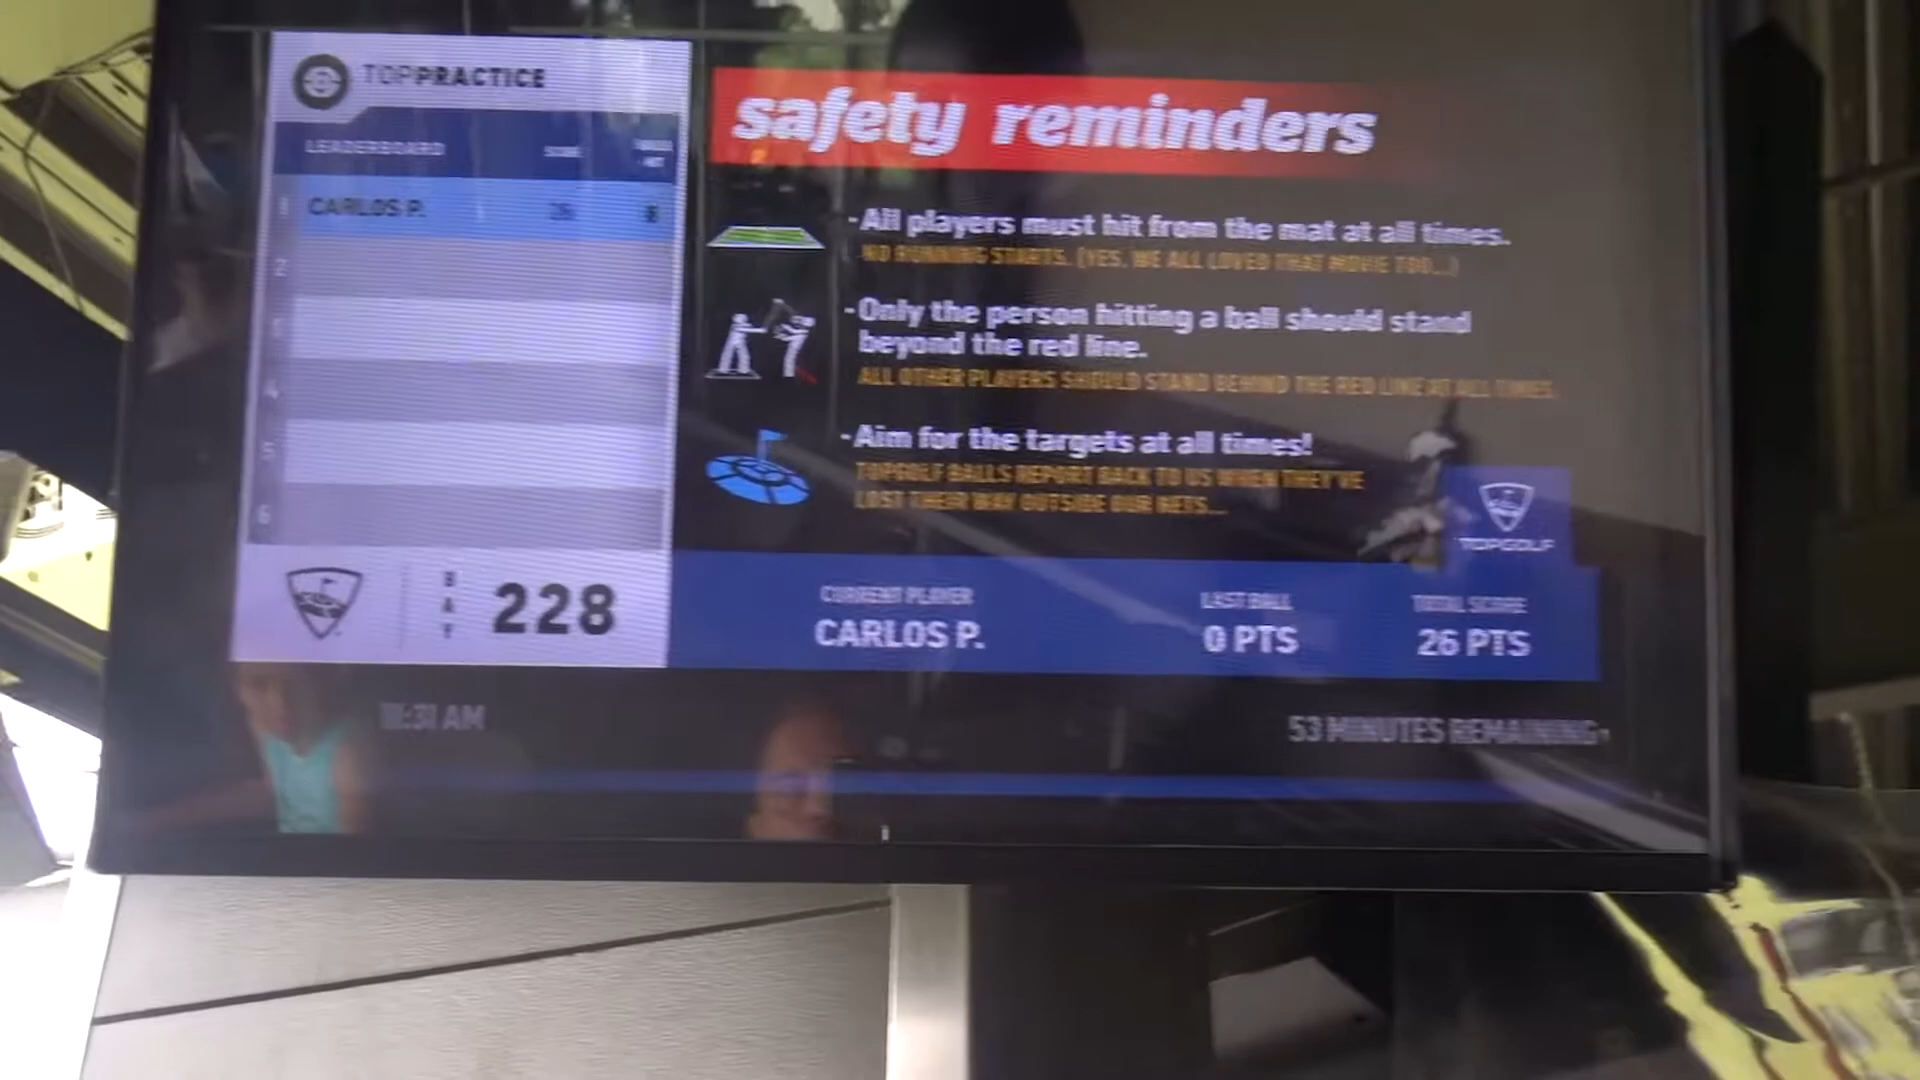 TOPPRACTICE
LEADERBOARD
1 CARLOS P. 26 8
2
4
5
6
BAY 228
safety reminders
-All players must hit from the mat at all times.
NO RUNNING STARTS. (YES, WE ALL LOVED THAT MOVIE TOO...)
-Only the person hitting a ball should stand
beyond the red line.
ALL OTHER PLAYERS SHOULD STAND BEHIND THE RED LINE AT ALL TIMES.
-Aim for the targets at all times!
TOPGOLF BALLS REPORT BACK TO US WHEN THEY'VE
LOST THEIR WAY OUTSIDE OUR NETS...
TOPGOLF
CURRENT PLAYER
CARLOS P.
LAST BALL
0 PTS
TOTAL SCORE
26 PTS
AM
53 MINUTES REMAINING